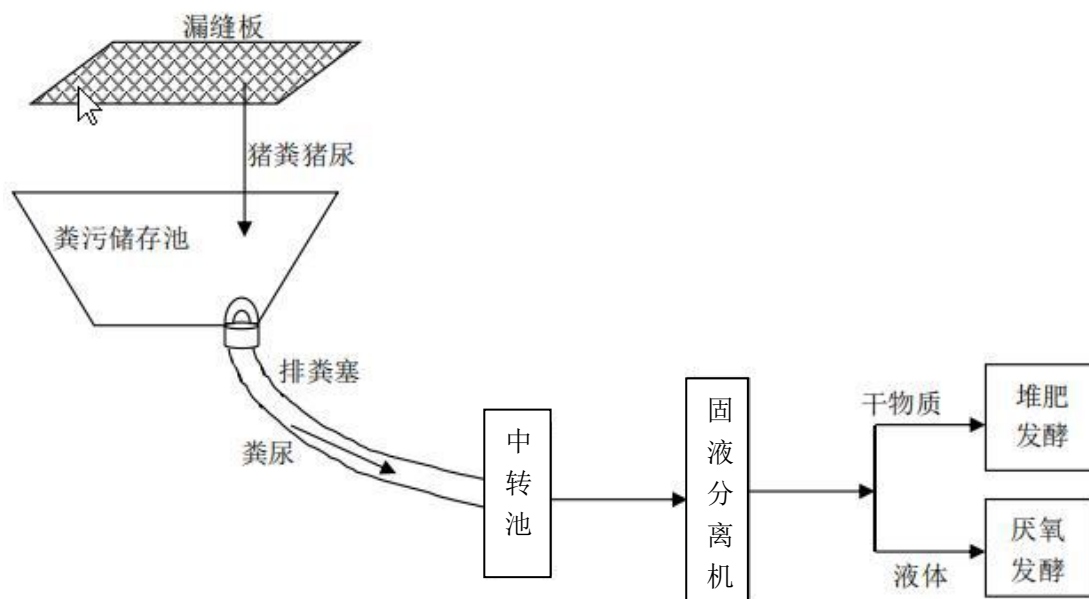 漏缝板
猪粪猪尿
粪污储存池
排粪塞
粪尿
中转池
固液分离机
干物质
堆肥
发酵
液体
厌氧
发酵